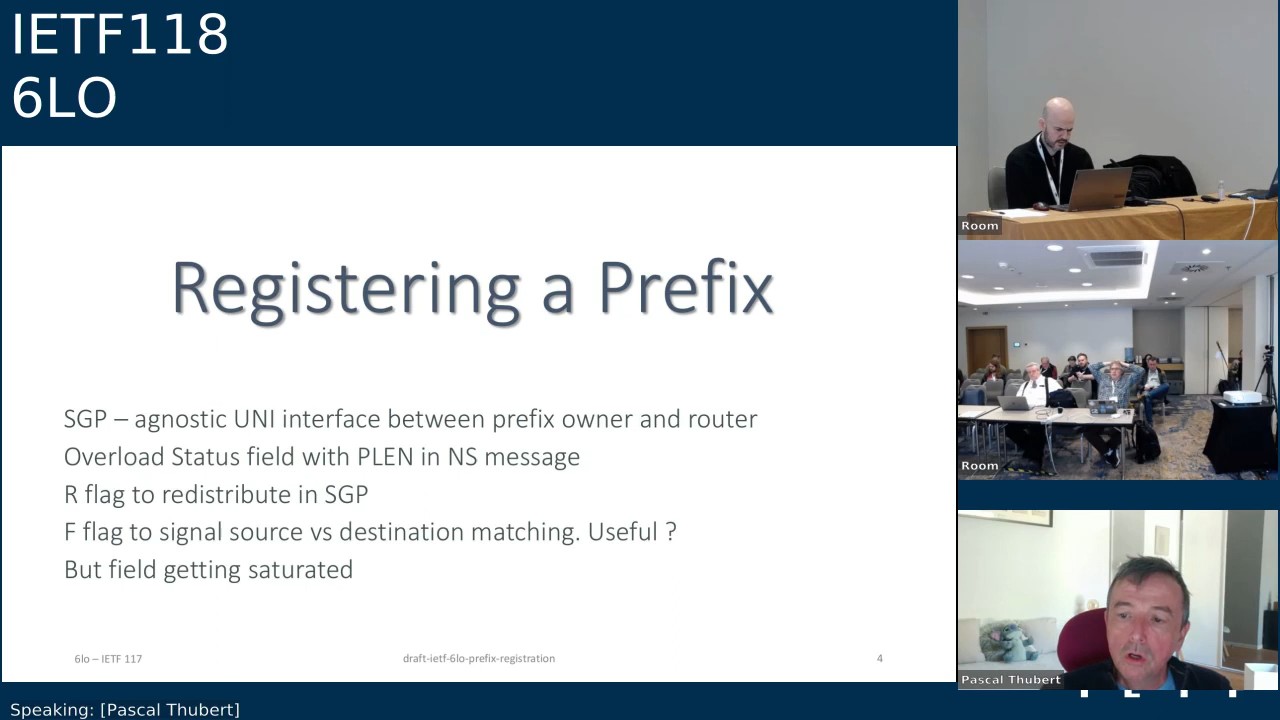 IETF118
6LO
Registering a Prefix
SGP – agnostic UNI interface between prefix owner and router
Overload Status field with PLEN in NS message
R flag to redistribute in SGP
F flag to signal source vs destination matching. Useful ?
But field getting saturated
6lo – IETF 117
draft-ietf-6lo-prefix-registration
4
Room
Room
Pascal Thubert
Speaking: [Pascal Thubert]